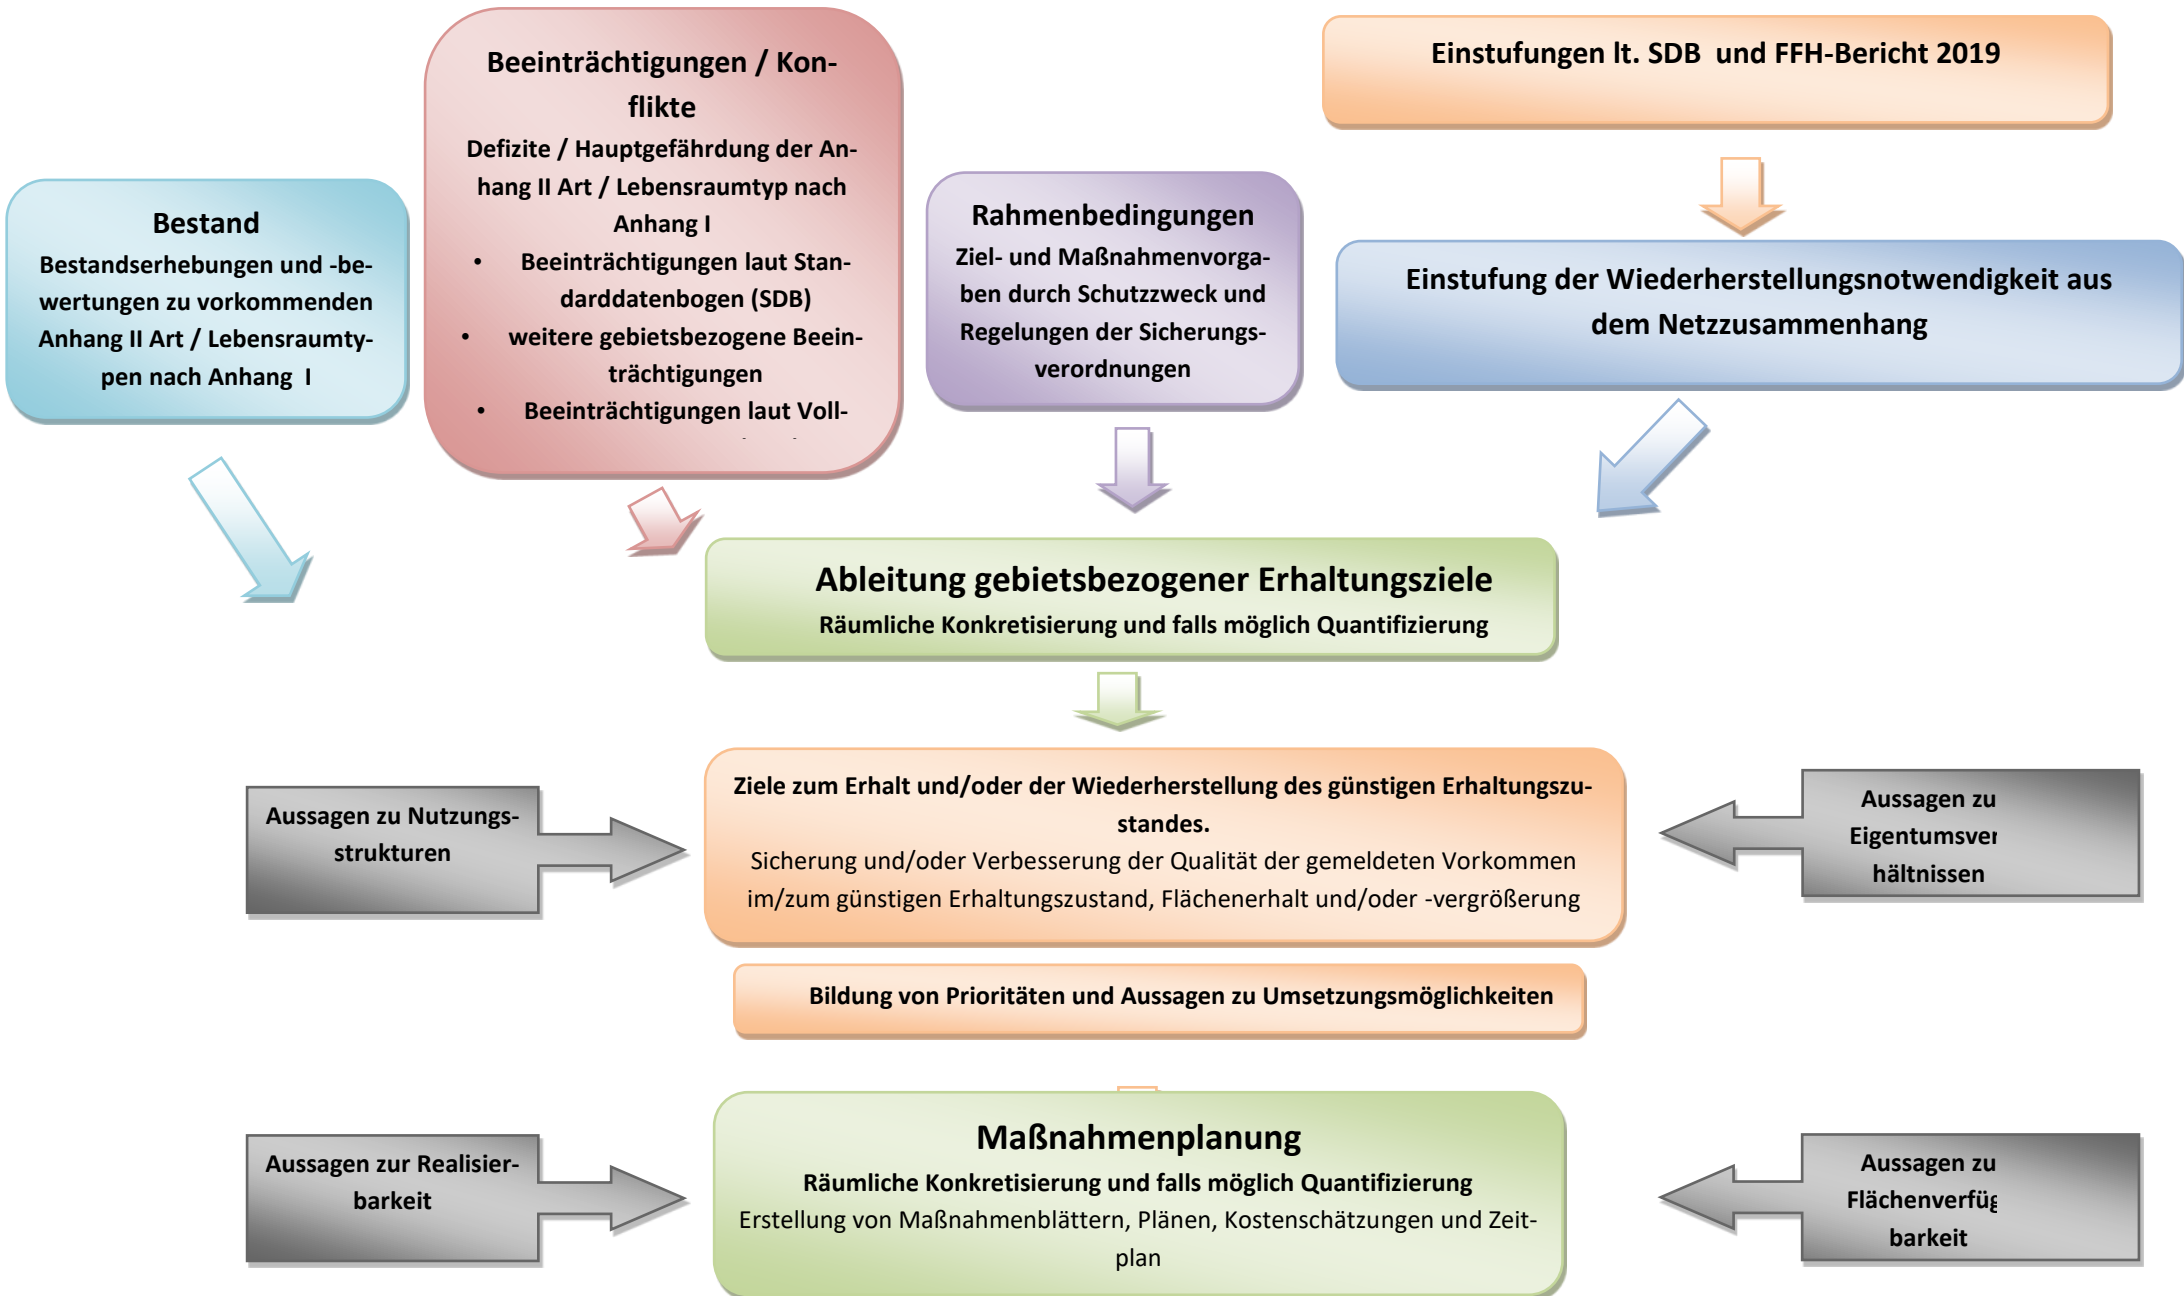 Beeinträchtigungen / Kon-
flikte
Defizite / Hauptgefährdung der An-
hang II Art / Lebensraumtyp nach
Anhang I
• Beeinträchtigungen laut Stan-
darddatenbogen (SDB)
• weitere gebietsbezogene Beein-
trächtigungen
• Beeinträchtigungen laut Voll-
Einstufungen lt. SDB und FFH-Bericht 2019
Bestand
Bestandserhebungen und -be-
wertungen zu vorkommenden
Anhang II Art / Lebensraumty-
pen nach Anhang I
Rahmenbedingungen
Ziel- und Maßnahmenvorga-
ben durch Schutzzweck und
Regelungen der Sicherungs-
verordnungen
Einstufung der Wiederherstellungsnotwendigkeit aus
dem Netzzusammenhang
Ableitung gebietsbezogener Erhaltungsziele
Räumliche Konkretisierung und falls möglich Quantifizierung
Aussagen zu Nutzungs-
strukturen
Ziele zum Erhalt und/oder der Wiederherstellung des günstigen Erhaltungszu-
standes.
Sicherung und/oder Verbesserung der Qualität der gemeldeten Vorkommen
im/zum günstigen Erhaltungszustand, Flächenerhalt und/oder -vergrößerung
Aussagen zu
Eigentumsver
hältnissen
Bildung von Prioritäten und Aussagen zu Umsetzungsmöglichkeiten
Aussagen zur Realisier-
barkeit
Maßnahmenplanung
Räumliche Konkretisierung und falls möglich Quantifizierung
Erstellung von Maßnahmenblättern, Plänen, Kostenschätzungen und Zeit-
plan
Aussagen zu
Flächenverfüg
barkeit